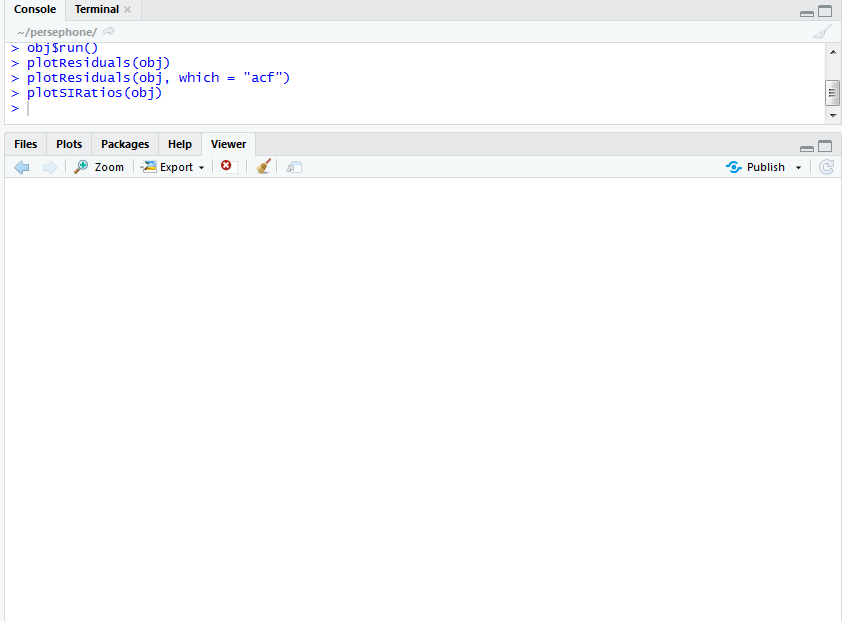 Console Terminal
~/persephone/
> obj$run()
> plotResiduals(obj)
> plotResiduals(obj, which = "acf")
> plotSIRatios(obj)
>
Files Plots Packages Help Viewer
Zoom Export Publish